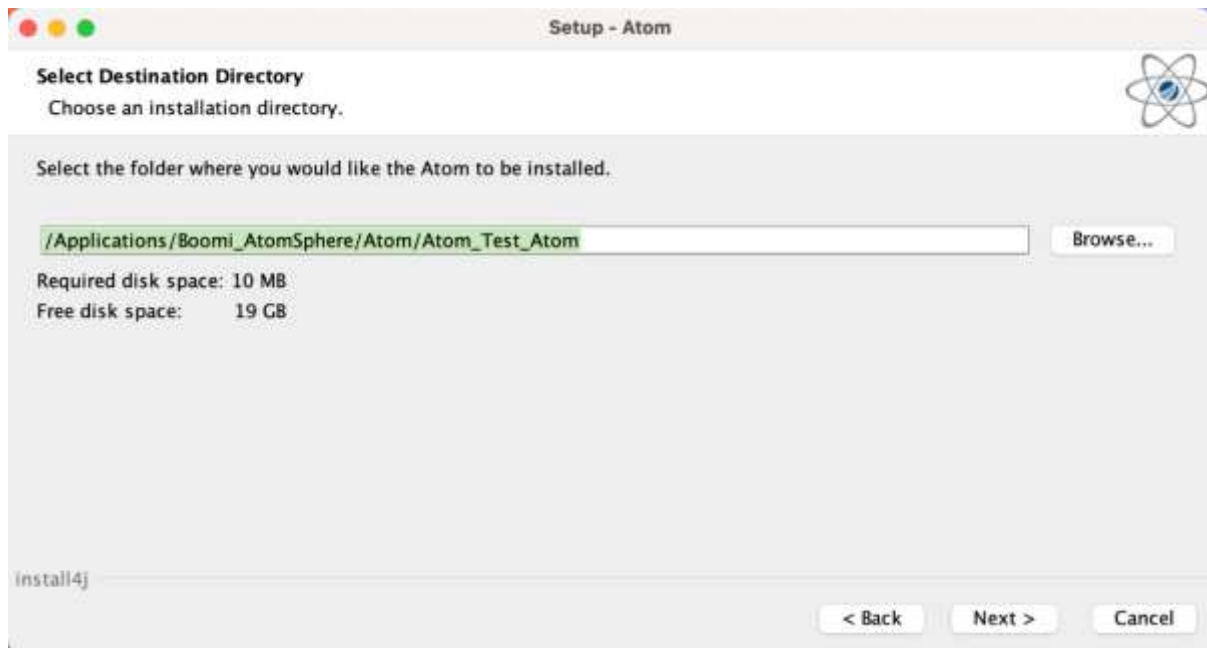 Setup - Atom
Select Destination Directory
Choose an installation directory.
Select the folder where you would like the Atom to be installed.
/Applications/Boomi_AtomSphere/Atom/Atom_Test_Atom
Browse...
Required disk space: 10 MB
Free disk space: 19 GB
install4j
< Back Next > Cancel